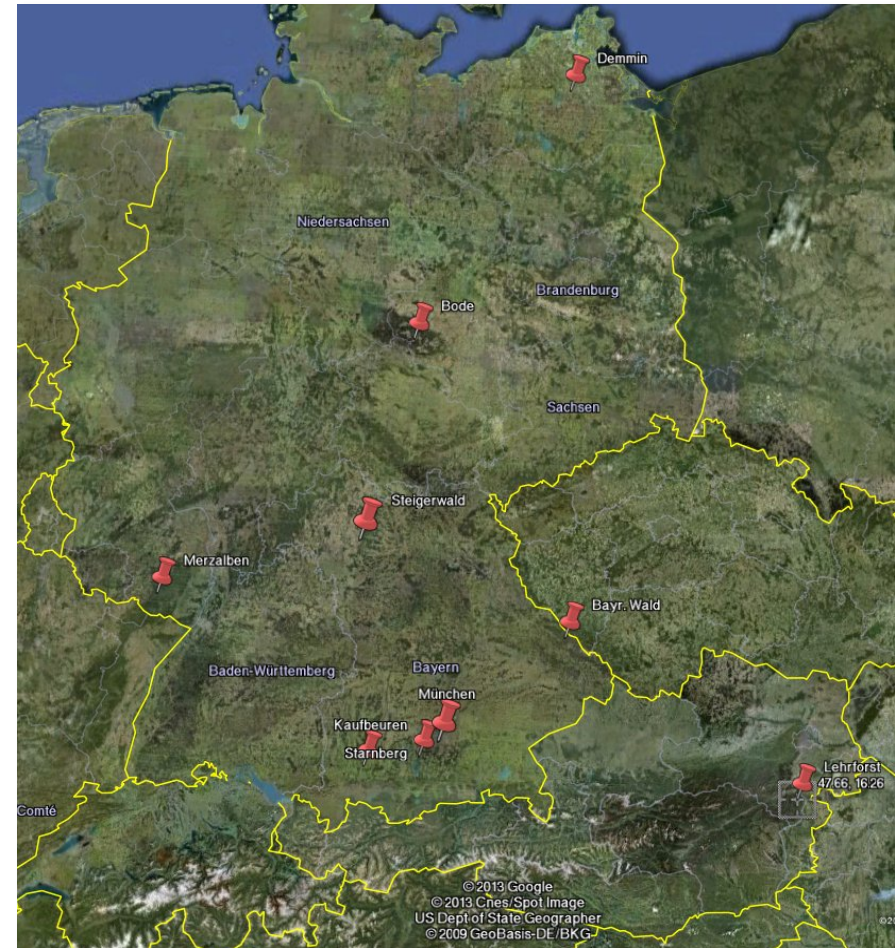 Demmin
Niedersachsen
Brandenburg
Bode
Sachsen
Steigerwald
Merzalben
Bayr. Wald
Baden-Württemberg
Bayern
München
Kaufbeuren
Starnberg
Lehrforst
47.66, 16.26
Comté
© 2013 Google
© 2013 Cnes/Spot Image
US Dept of State Geographer
© 2009 GeoBasis-DE/BKG